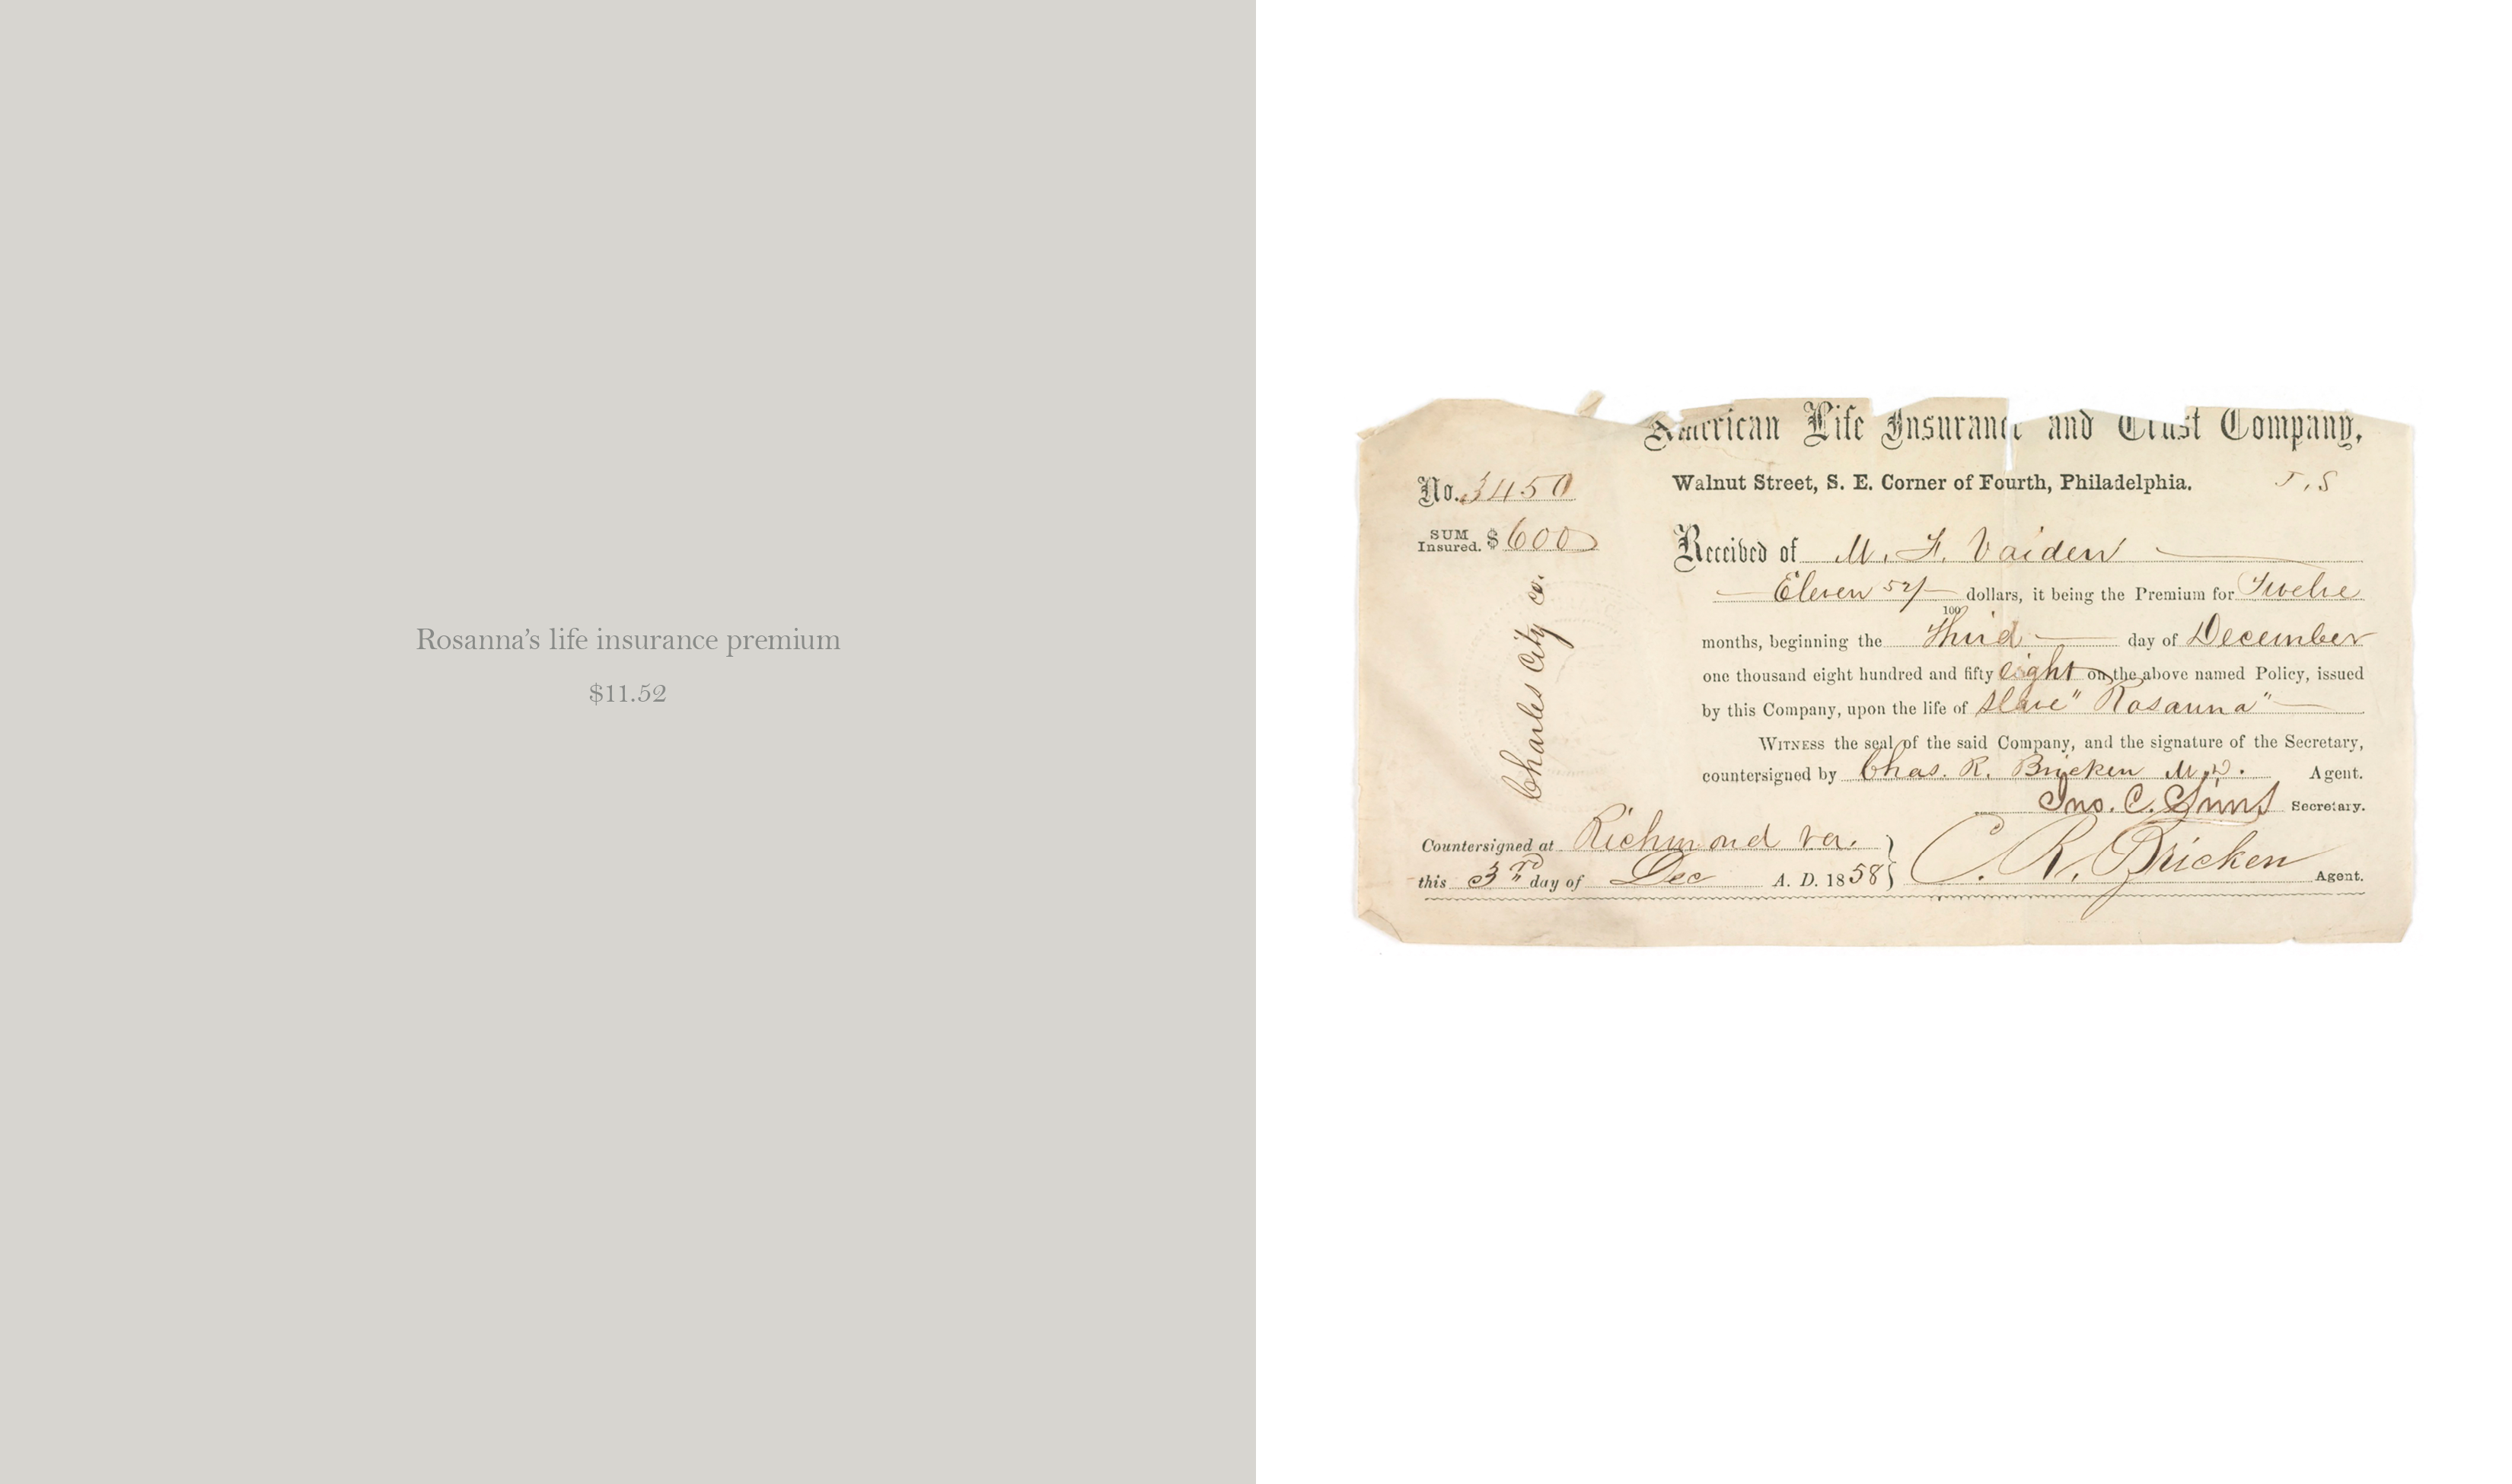 Rosanna’s life insurance premium
$11.52
American Life Insurance and Trust Company,
Walnut Street, S. E. Corner of Fourth, Philadelphia.
No. 3450
SUM Insured. $ 600
Charles City co.
Received of M. F. Vaiden
Eleven 52/100 dollars, it being the Premium for Twelve
months, beginning the Third day of December
one thousand eight hundred and fifty eight on the above named Policy, issued
by this Company, upon the life of slave "Rosanna"
WITNESS the seal of the said Company, and the signature of the Secretary,
countersigned by Chas. R. Bricken M.D. Agent.
Jno. C. Sims Secretary.
Countersigned at Richmond va.
this 3rd day of Dec A. D. 1858
C. R. Bricken Agent.